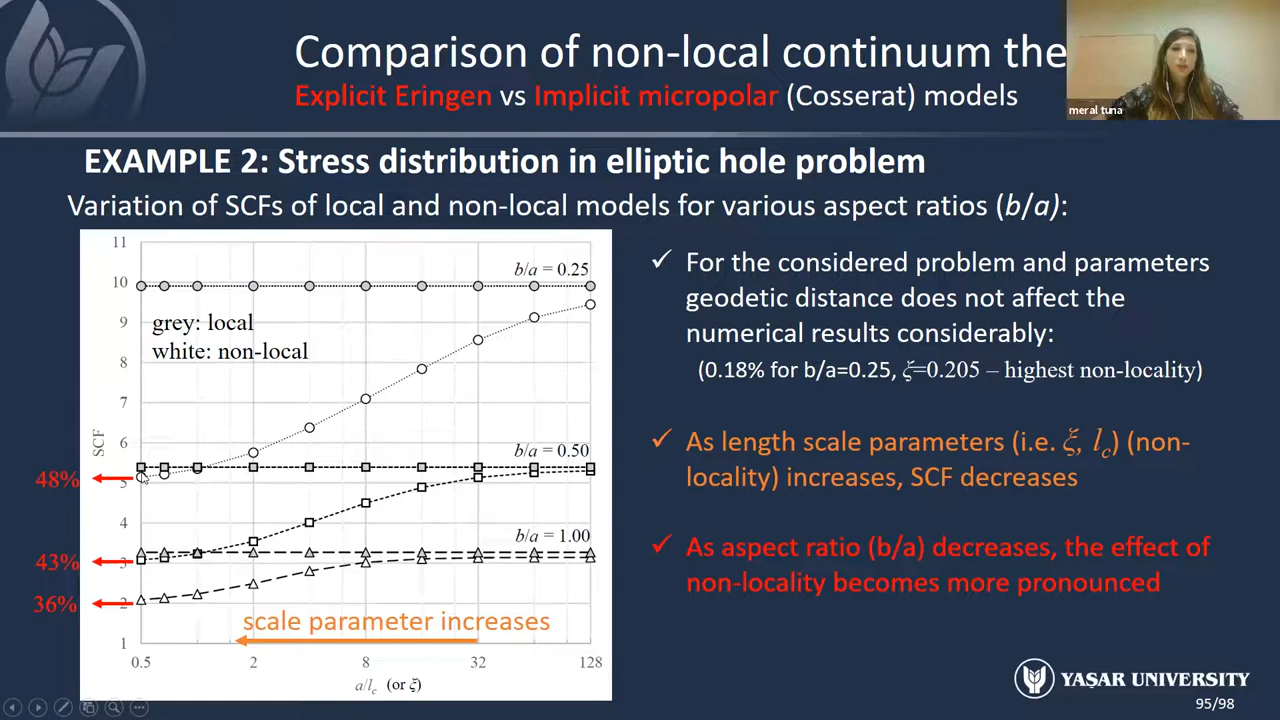 Comparison of non-local continuum the
Explicit Eringen vs Implicit micropolar (Cosserat) models
meral tuna
EXAMPLE 2: Stress distribution in elliptic hole problem
Variation of SCFs of local and non-local models for various aspect ratios (b/a):
11
10
9
8
7
6
5
4
3
2
1
SCF
b/a = 0.25
grey: local
white: non-local
b/a = 0.50
b/a = 1.00
48%
43%
36%
scale parameter increases
0.5 2 8 32 128
a/lc (or ξ)
✓ For the considered problem and parameters
geodetic distance does not affect the
numerical results considerably:
(0.18% for b/a=0.25, ξ=0.205 – highest non-locality)
✓ As length scale parameters (i.e. ξ, lc) (non-
locality) increases, SCF decreases
✓ As aspect ratio (b/a) decreases, the effect of
non-locality becomes more pronounced
YAŞAR UNIVERSITY
95/98